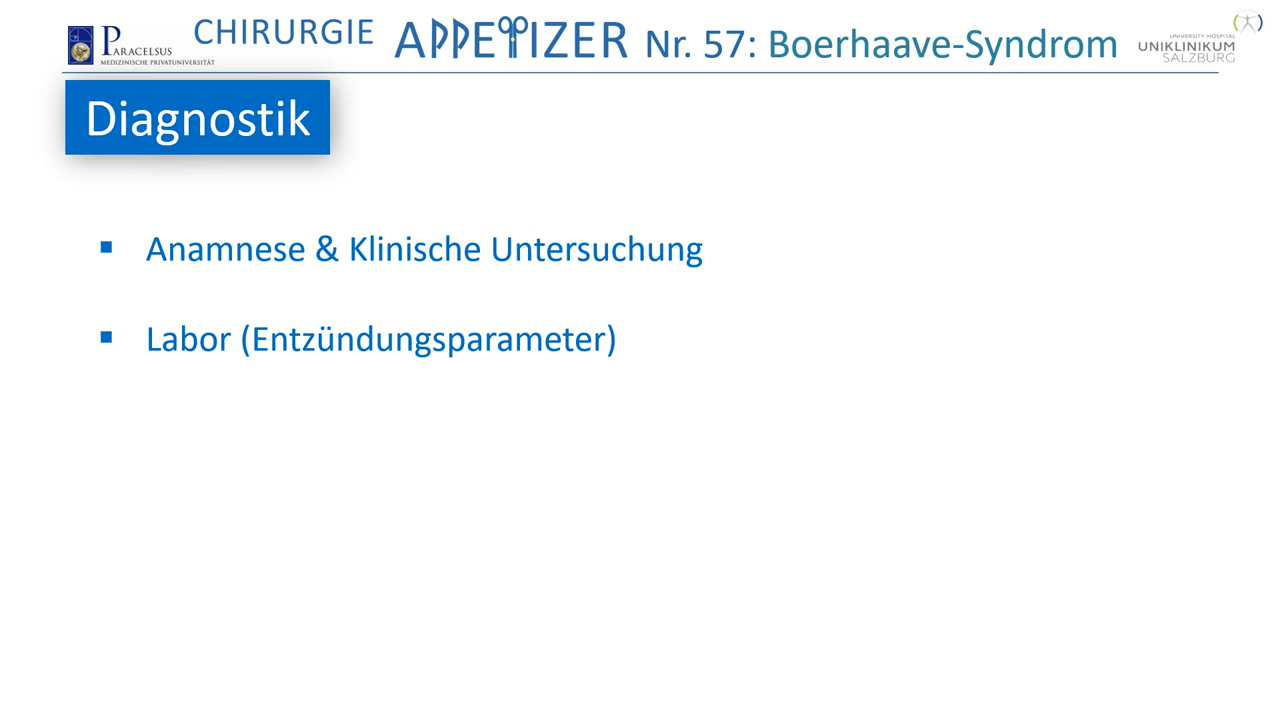 PARACELSUS
MEDIZINISCHE PRIVATUNIVERSITÄT
CHIRURGIE APPETIZER Nr. 57: Boerhaave-Syndrom
UNIVERSITY HOSPITAL
UNIKLINIKUM
SALZBURG
Diagnostik
▪ Anamnese & Klinische Untersuchung
▪ Labor (Entzündungsparameter)